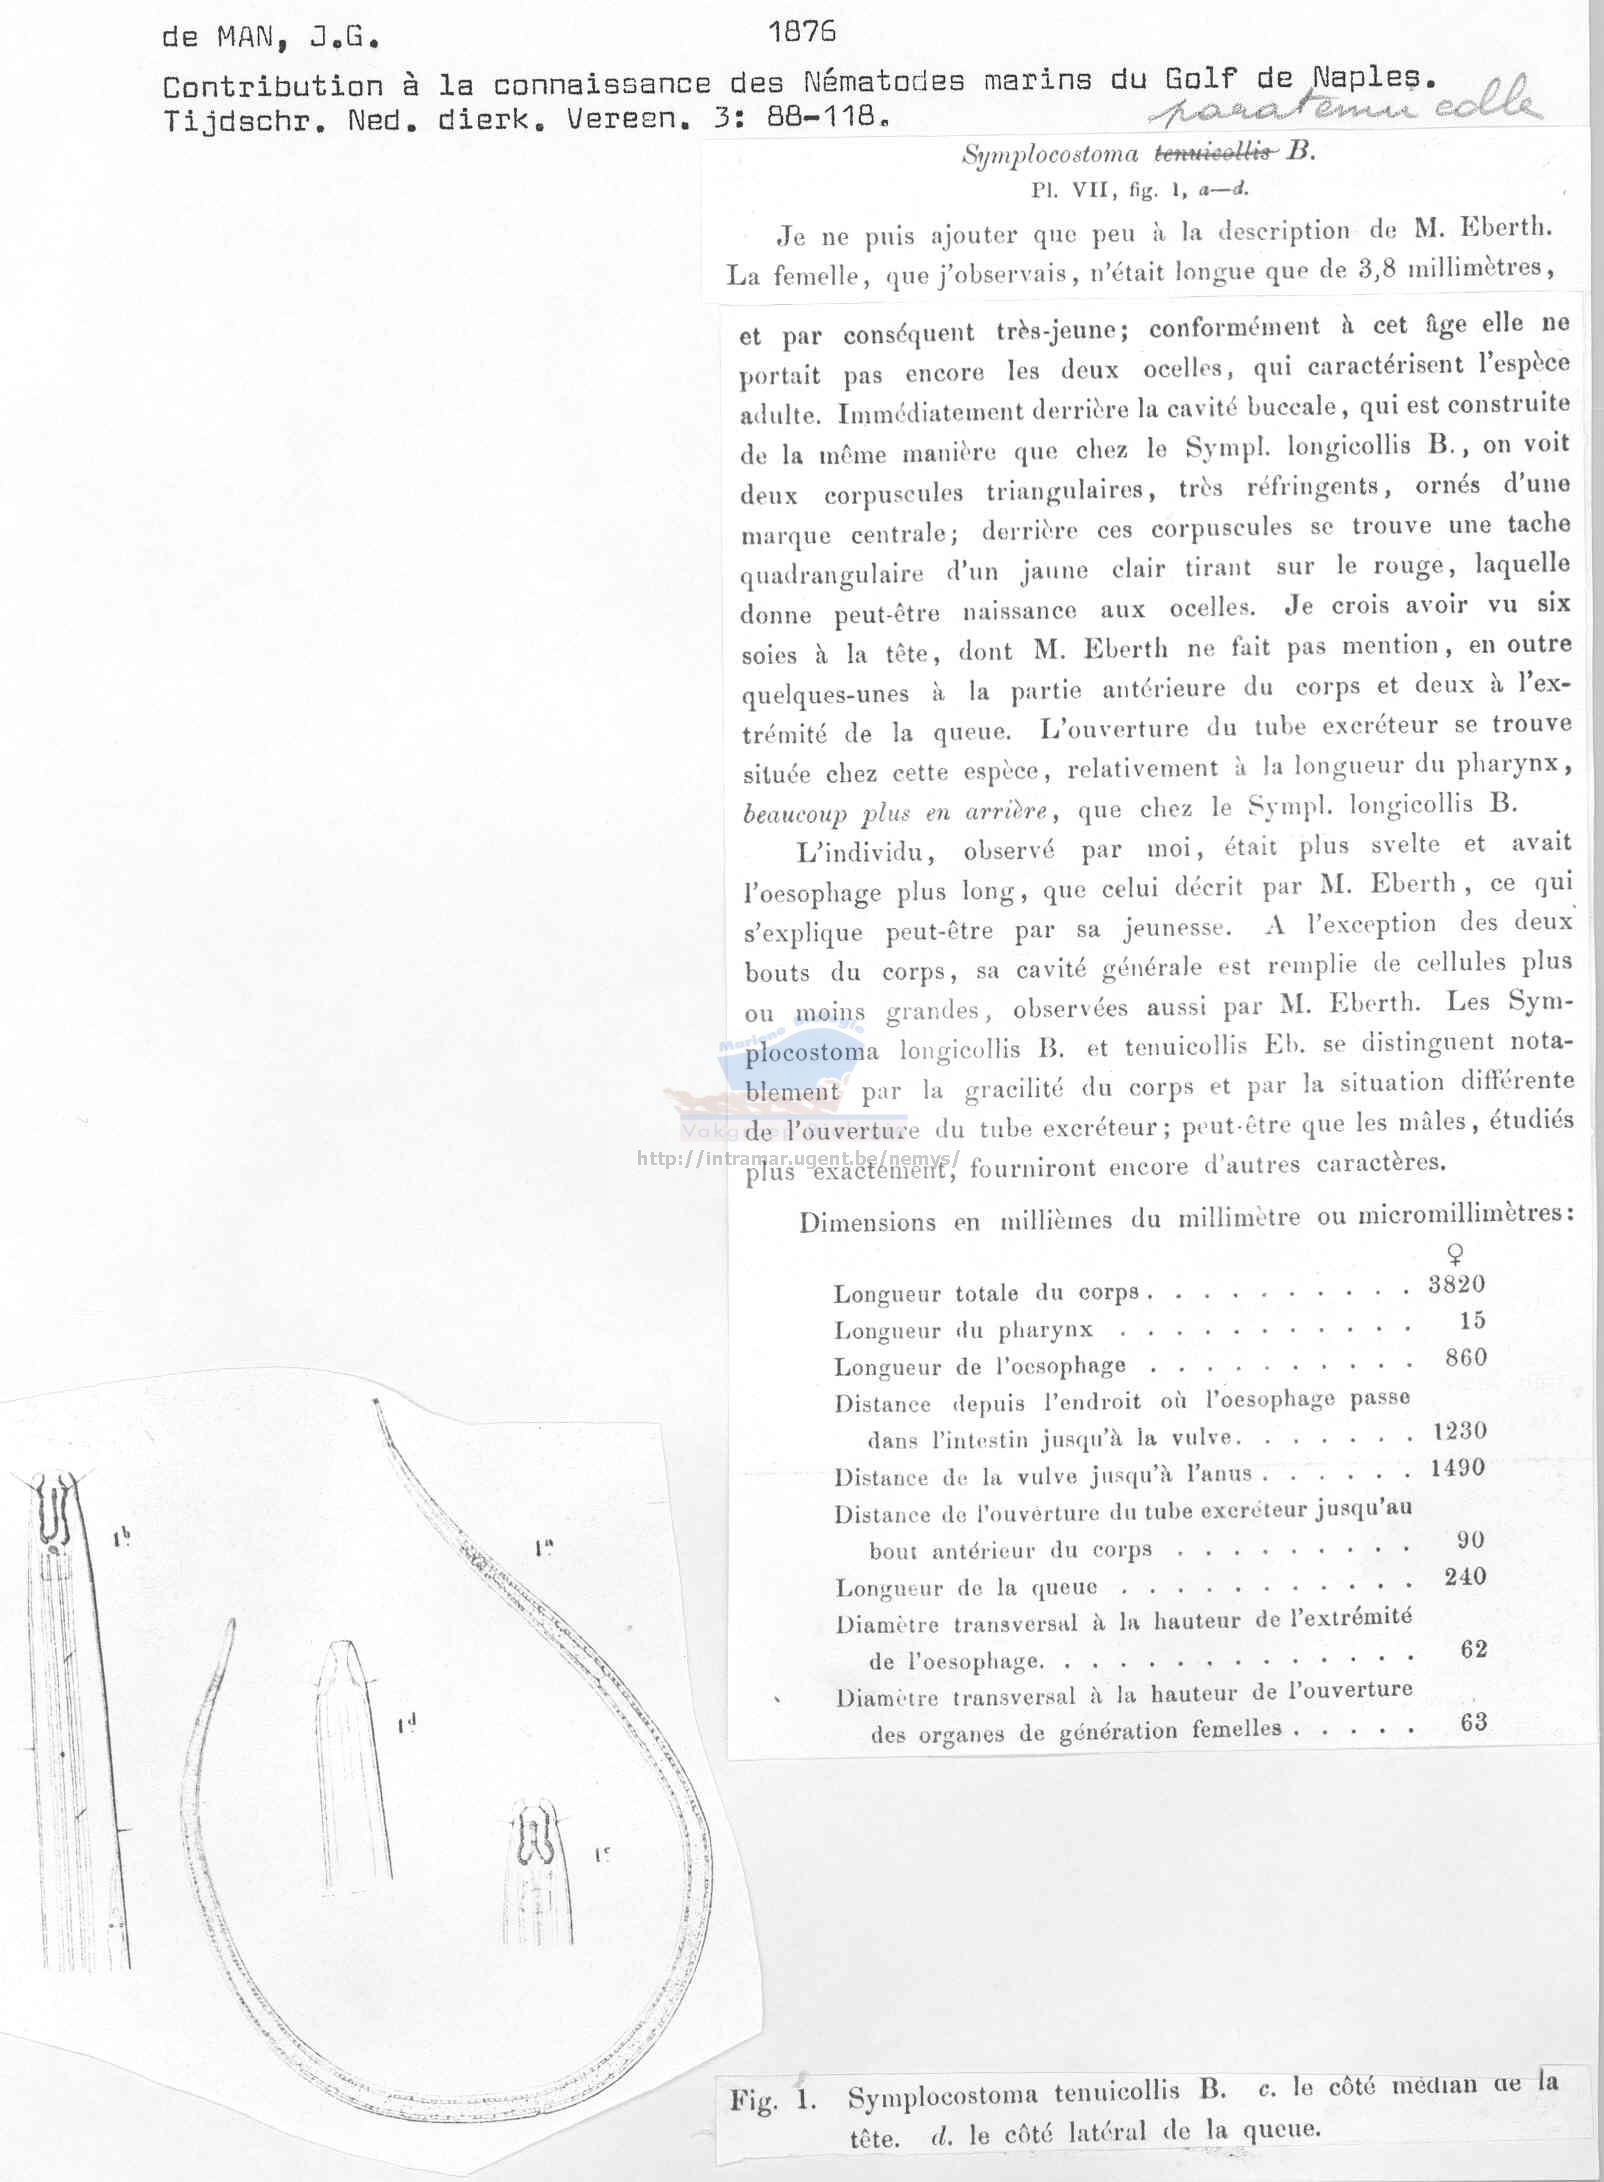 de MAN, J.G. 1876
Contribution à la connaissance des Nématodes marins du Golf de Naples.
Tijdschr. Ned. dierk. Vereen. 3: 88-118.
paratenuicolle
Symplocostoma tenuicollis B.
Pl. VII, fig. 1, a—d.
Je ne puis ajouter que peu à la description de M. Eberth.
La femelle, que j'observais, n'était longue que de 3,8 millimètres,
et par conséquent très-jeune; conformément à cet âge elle ne
portait pas encore les deux ocelles, qui caractérisent l'espèce
adulte. Immédiatement derrière la cavité buccale, qui est construite
de la même manière que chez le Sympl. longicollis B., on voit
deux corpuscules triangulaires, très réfringents, ornés d'une
marque centrale; derrière ces corpuscules se trouve une tache
quadrangulaire d'un jaune clair tirant sur le rouge, laquelle
donne peut-être naissance aux ocelles. Je crois avoir vu six
soies à la tête, dont M. Eberth ne fait pas mention, en outre
quelques-unes à la partie antérieure du corps et deux à l'ex-
trémité de la queue. L'ouverture du tube excréteur se trouve
située chez cette espèce, relativement à la longueur du pharynx,
beaucoup plus en arrière, que chez le Sympl. longicollis B.
L'individu, observé par moi, était plus svelte et avait
l'oesophage plus long, que celui décrit par M. Eberth, ce qui
s'explique peut-être par sa jeunesse. A l'exception des deux
bouts du corps, sa cavité générale est remplie de cellules plus
ou moins grandes, observées aussi par M. Eberth. Les Sym-
plocostoma longicollis B. et tenuicollis Eb. se distinguent nota-
blement par la gracilité du corps et par la situation différente
de l'ouverture du tube excréteur; peut-être que les mâles, étudiés
plus exactement, fourniront encore d'autres caractères.
Mariene Biologie
Vakgroep
http://intramar.ugent.be/nemys/
Dimensions en millièmes du millimètre ou micromillimètres:
♀
Longueur totale du corps . . . . . . . . . . 3820
Longueur du pharynx . . . . . . . . . . . 15
Longueur de l'oesophage . . . . . . . . . . 860
Distance depuis l'endroit où l'oesophage passe
dans l'intestin jusqu'à la vulve. . . . . . . 1230
Distance de la vulve jusqu'à l'anus . . . . . . 1490
Distance de l'ouverture du tube excréteur jusqu'au
bout antérieur du corps . . . . . . . . . 90
Longueur de la queue . . . . . . . . . . . 240
Diamètre transversal à la hauteur de l'extrémité
de l'oesophage. . . . . . . . . . . . . . 62
Diamètre transversal à la hauteur de l'ouverture
des organes de génération femelles . . . . . 63
1b
1a
1d
1c
Fig. 1. Symplocostoma tenuicollis B. c. le côté médian de la
tête. d. le côté latéral de la queue.